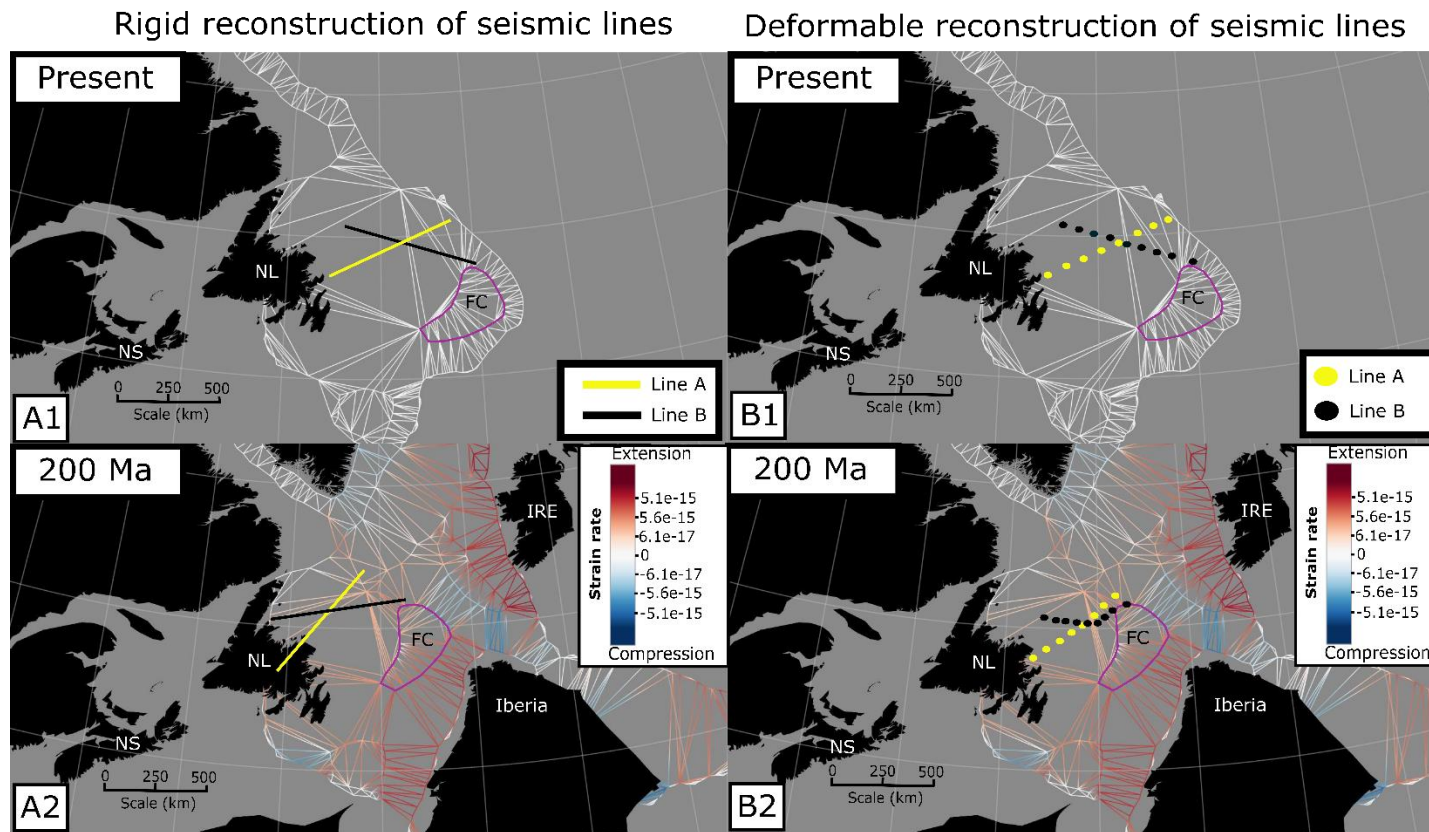 Rigid reconstruction of seismic lines
Deformable reconstruction of seismic lines
Present
NL
FC
NS
0 250 500
Scale (km)
Line A
Line B
A1
Present
NL
FC
NS
0 250 500
Scale (km)
Line A
Line B
B1
200 Ma
Extension
5.1e-15
5.6e-15
6.1e-17
0
-6.1e-17
-5.6e-15
-5.1e-15
Strain rate
Compression
IRE
NL
FC
Iberia
NS
0 250 500
Scale (km)
A2
200 Ma
Extension
5.1e-15
5.6e-15
6.1e-17
0
-6.1e-17
-5.6e-15
-5.1e-15
Strain rate
Compression
IRE
NL
FC
Iberia
NS
0 250 500
Scale (km)
B2